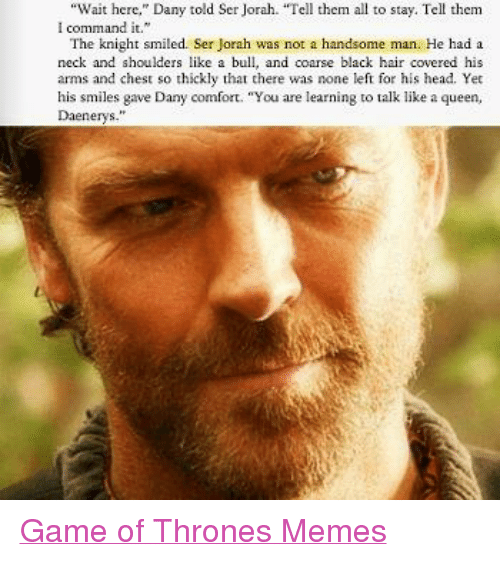 "Wait here," Dany told Ser Jorah. "Tell them all to stay. Tell them
I command it."
The knight smiled. Ser Jorah was not a handsome man. He had a
neck and shoulders like a bull, and coarse black hair covered his
arms and chest so thickly that there was none left for his head. Yet
his smiles gave Dany comfort. "You are learning to talk like a queen,
Daenerys."
Game of Thrones Memes